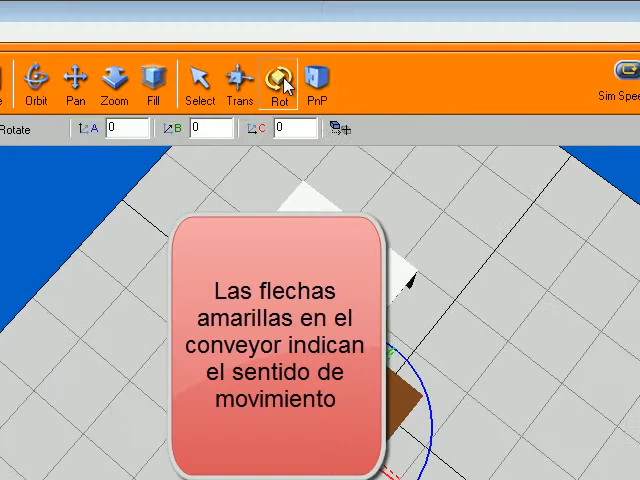 e Orbit Pan Zoom Fill Select Trans Rot PnP Sim Spee
Rotate A 0 B 0 C 0
Las flechas
amarillas en el
conveyor indican
el sentido de
movimiento